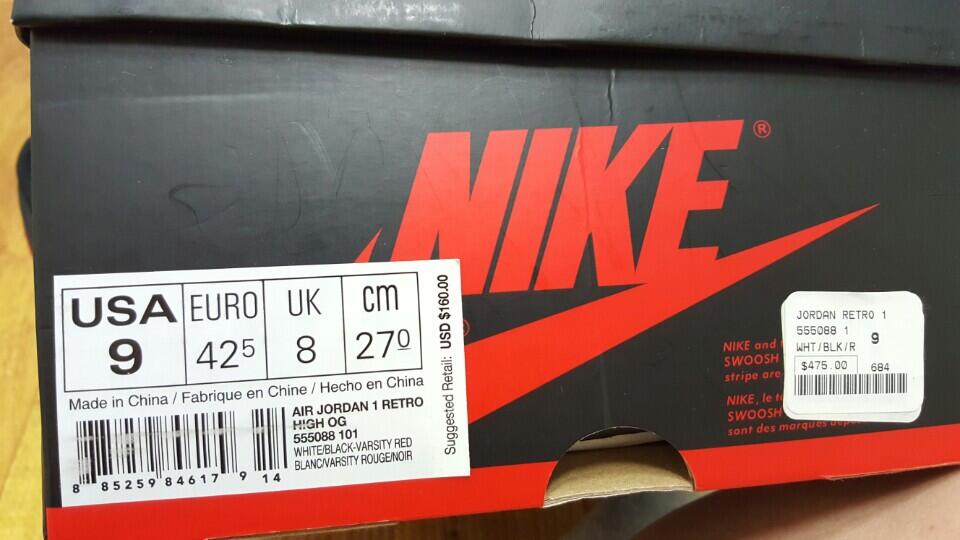 NIKE ®
USA EURO UK cm
9 42 5 8 27 0
Made in China / Fabrique en Chine / Hecho en China
AIR JORDAN 1 RETRO
HIGH OG
555088 101
WHITE/BLACK-VARSITY RED
BLANC/VARSITY ROUGE/NOIR
8 85259 84617 9 14
Suggested Retail: USD $160.00
®
NIKE and
SWOOSH
stripe are
NIKE, le
SWOOSH
sont des marques
JORDAN RETRO 1
555088 1 9
WHT/BLK/R
$475.00 684